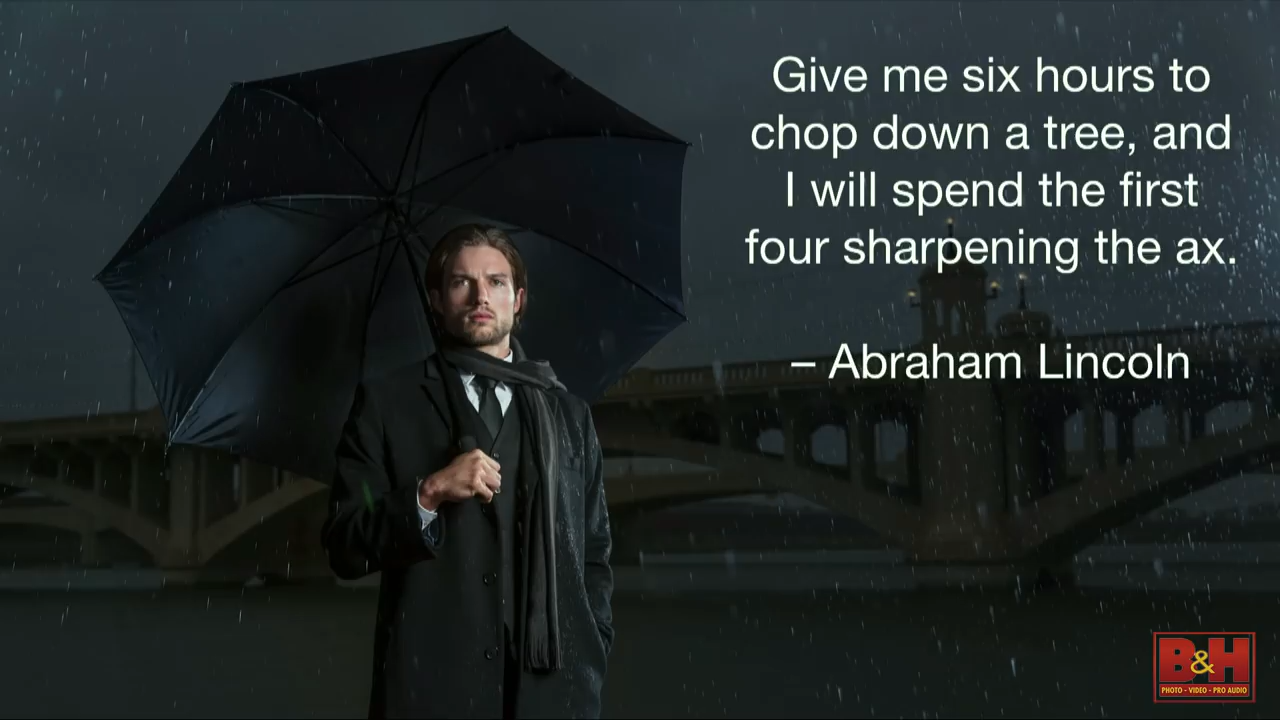 Give me six hours to
chop down a tree, and
I will spend the first
four sharpening the ax.
– Abraham Lincoln
B&H
PHOTO - VIDEO - PRO AUDIO